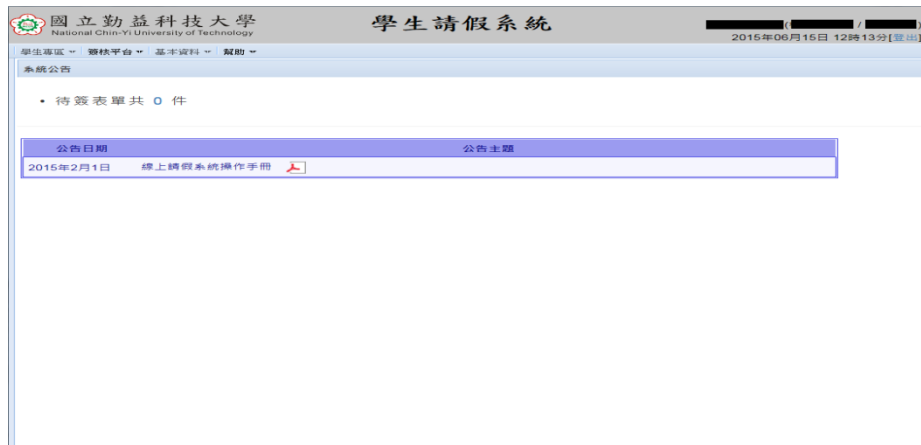 國立勤益科技大學
National Chin-Yi University of Technology
學生請假系統
( / )
2015年06月15日 12時13分[登出]
學生專區 簽核平台 基本資料 幫助
系統公告
• 待簽表單共 0 件
公告日期 公告主題
2015年2月1日 線上請假系統操作手冊